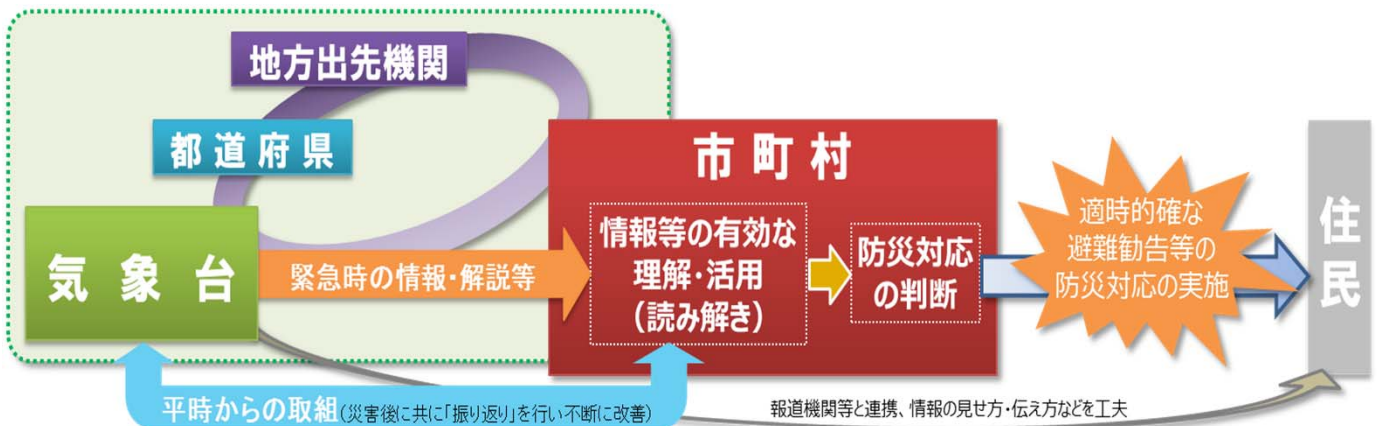 地方出先機関
都道府県
気象台
緊急時の情報・解説等
市町村
情報等の有効な
理解・活用
(読み解き)
防災対応
の判断
適時的確な
避難勧告等の
防災対応の実施
住民
平時からの取組(災害後に共に「振り返り」を行い不断に改善)
報道機関等と連携、情報の見せ方・伝え方などを工夫